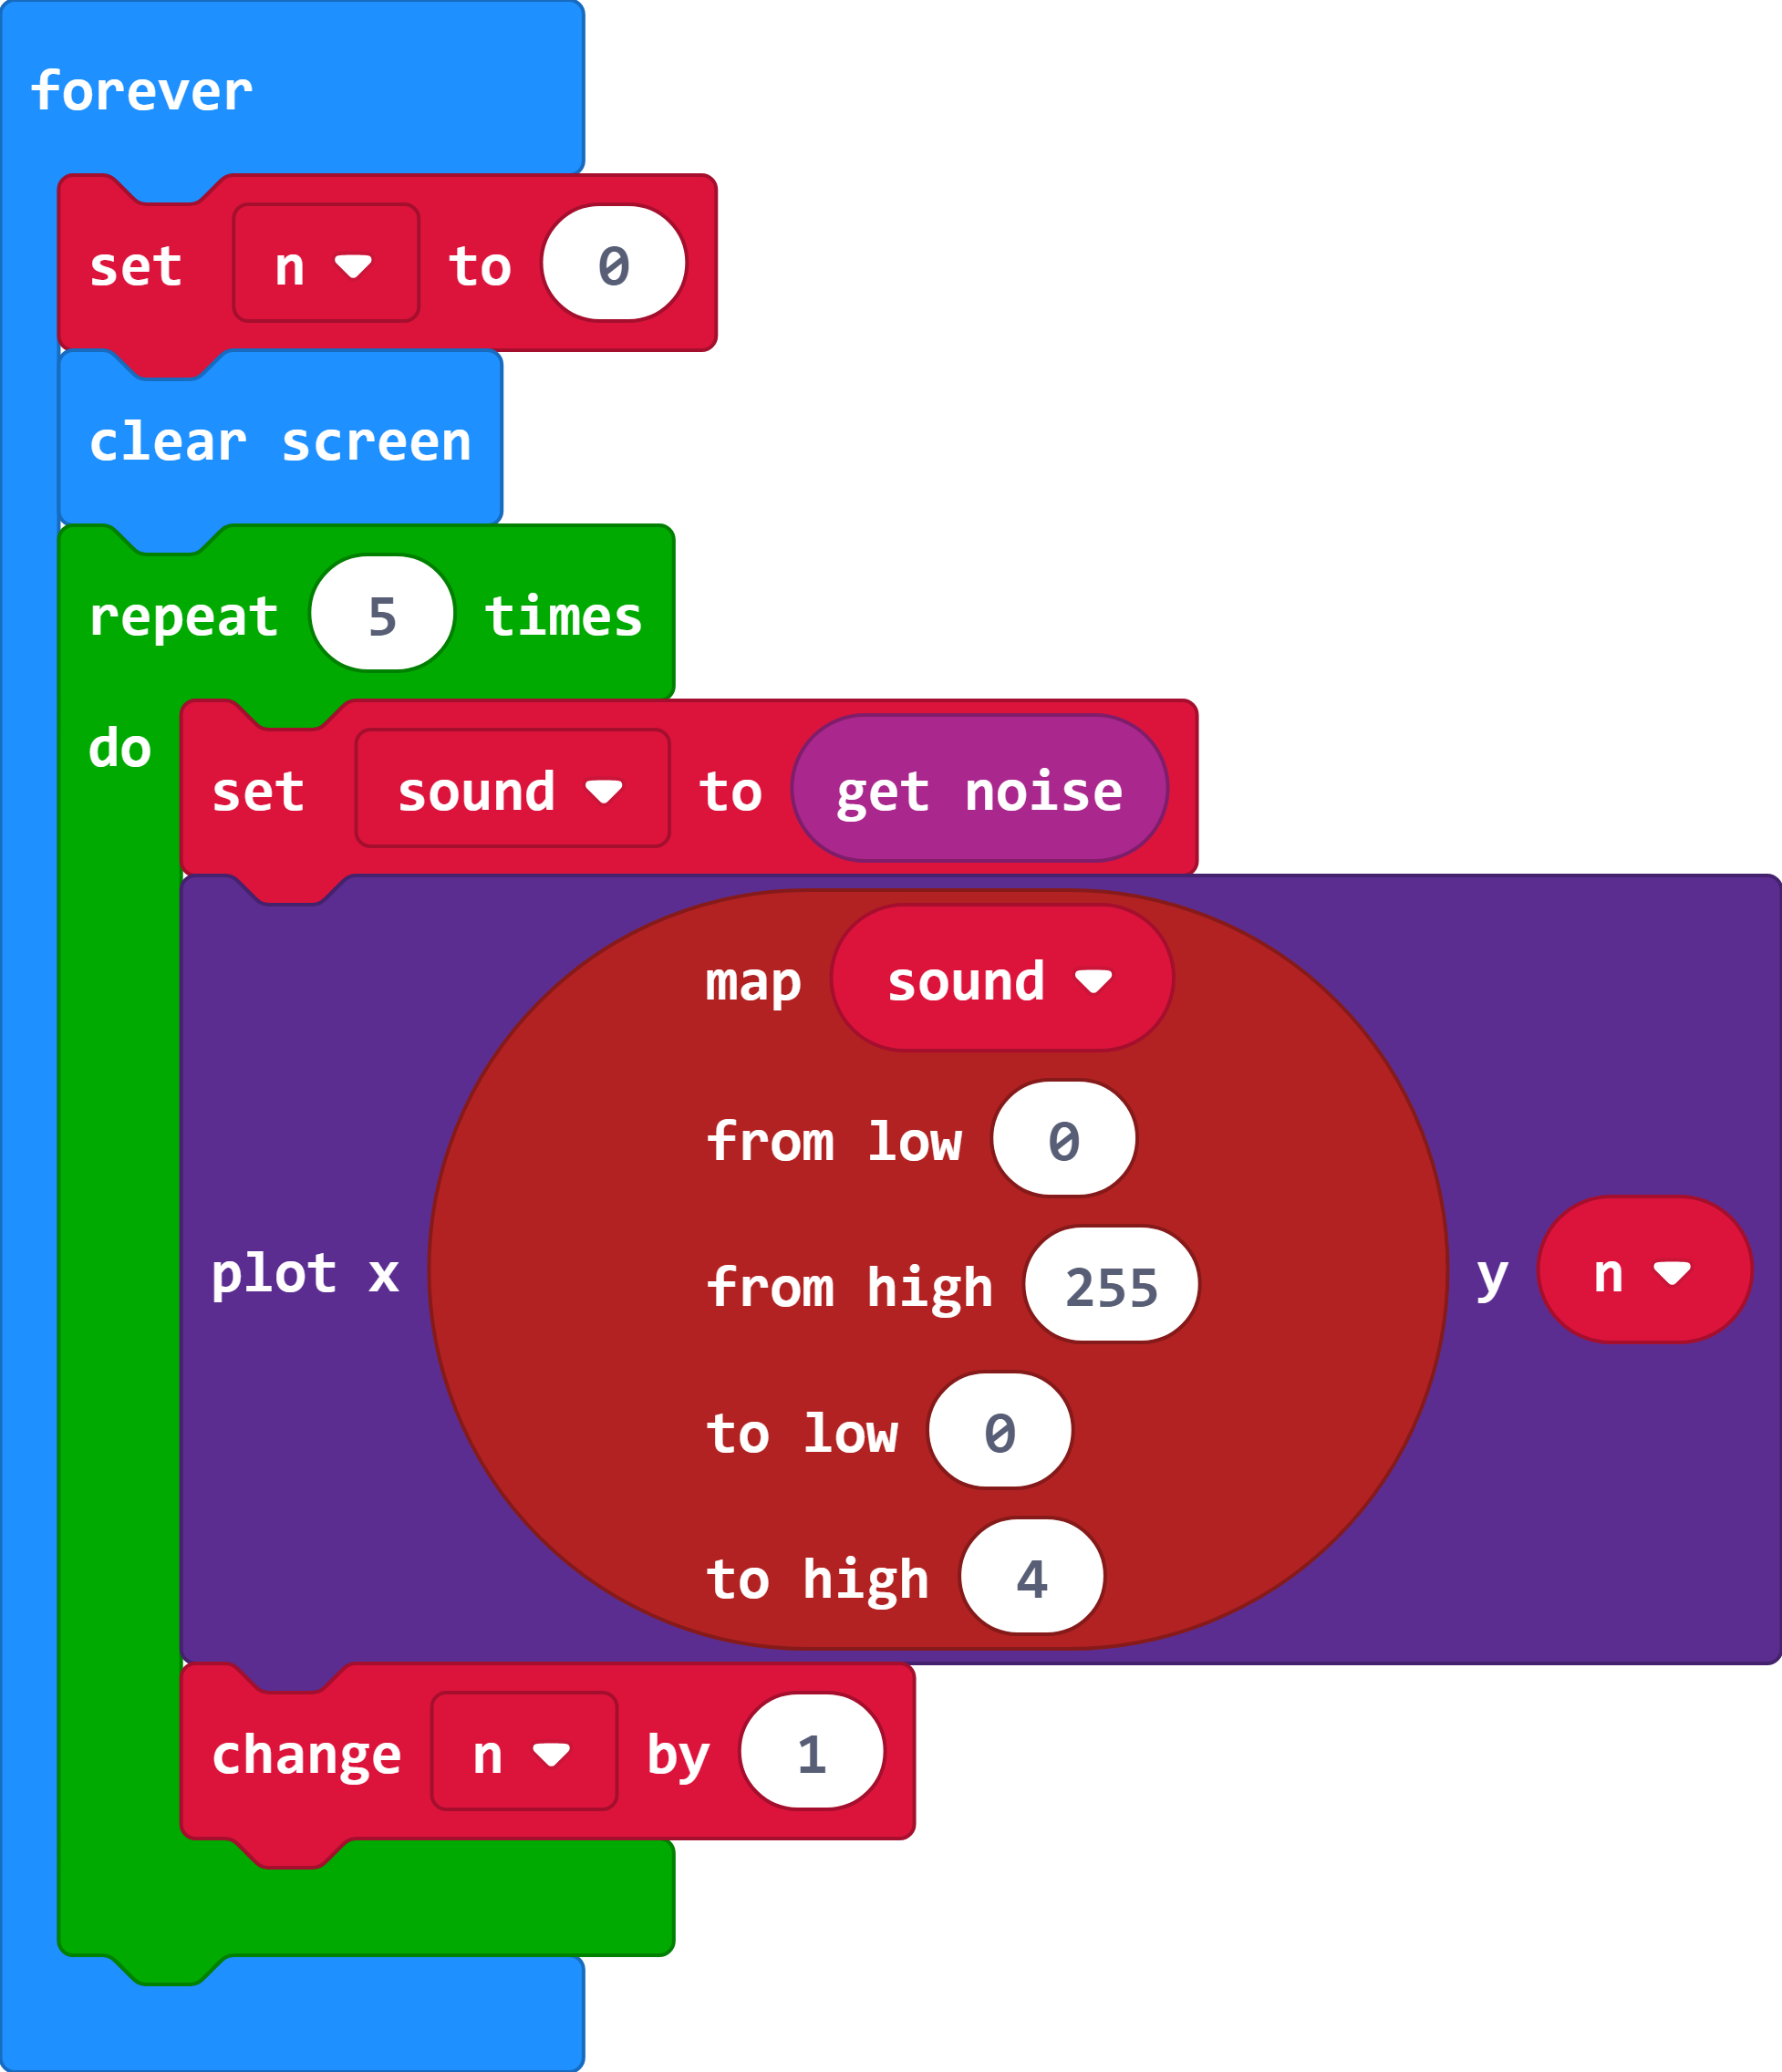 forever
set n to 0
clear screen
repeat 5 times
do
set sound to get noise
map sound
from low 0
from high 255
plot x y n
to low 0
to high 4
change n by 1